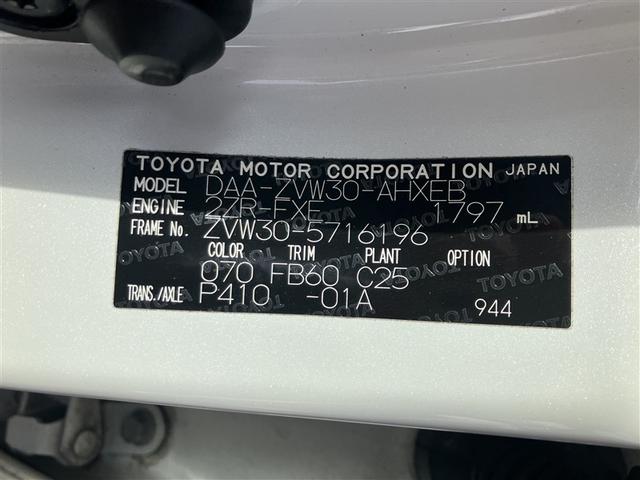 TOYOTA MOTOR CORPORATION JAPAN
MODEL DAA-ZVW30-AHXEB
ENGINE 2ZR-FXE 1797 mL
FRAME No. ZVW30-5716196
COLOR TRIM PLANT OPTION
070 FB60 C25
TRANS./AXLE P410 -01A 944